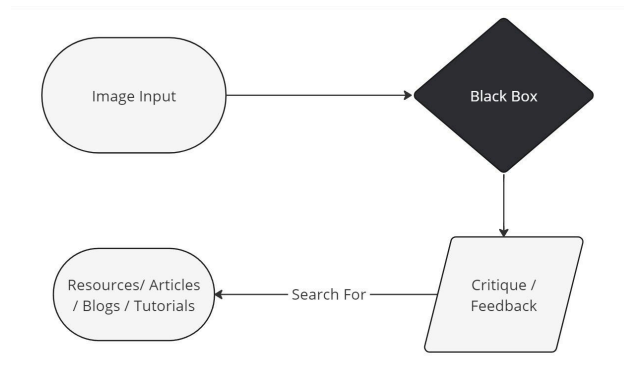 Image Input
Black Box
Resources/ Articles
/ Blogs / Tutorials
Search For
Critique /
Feedback